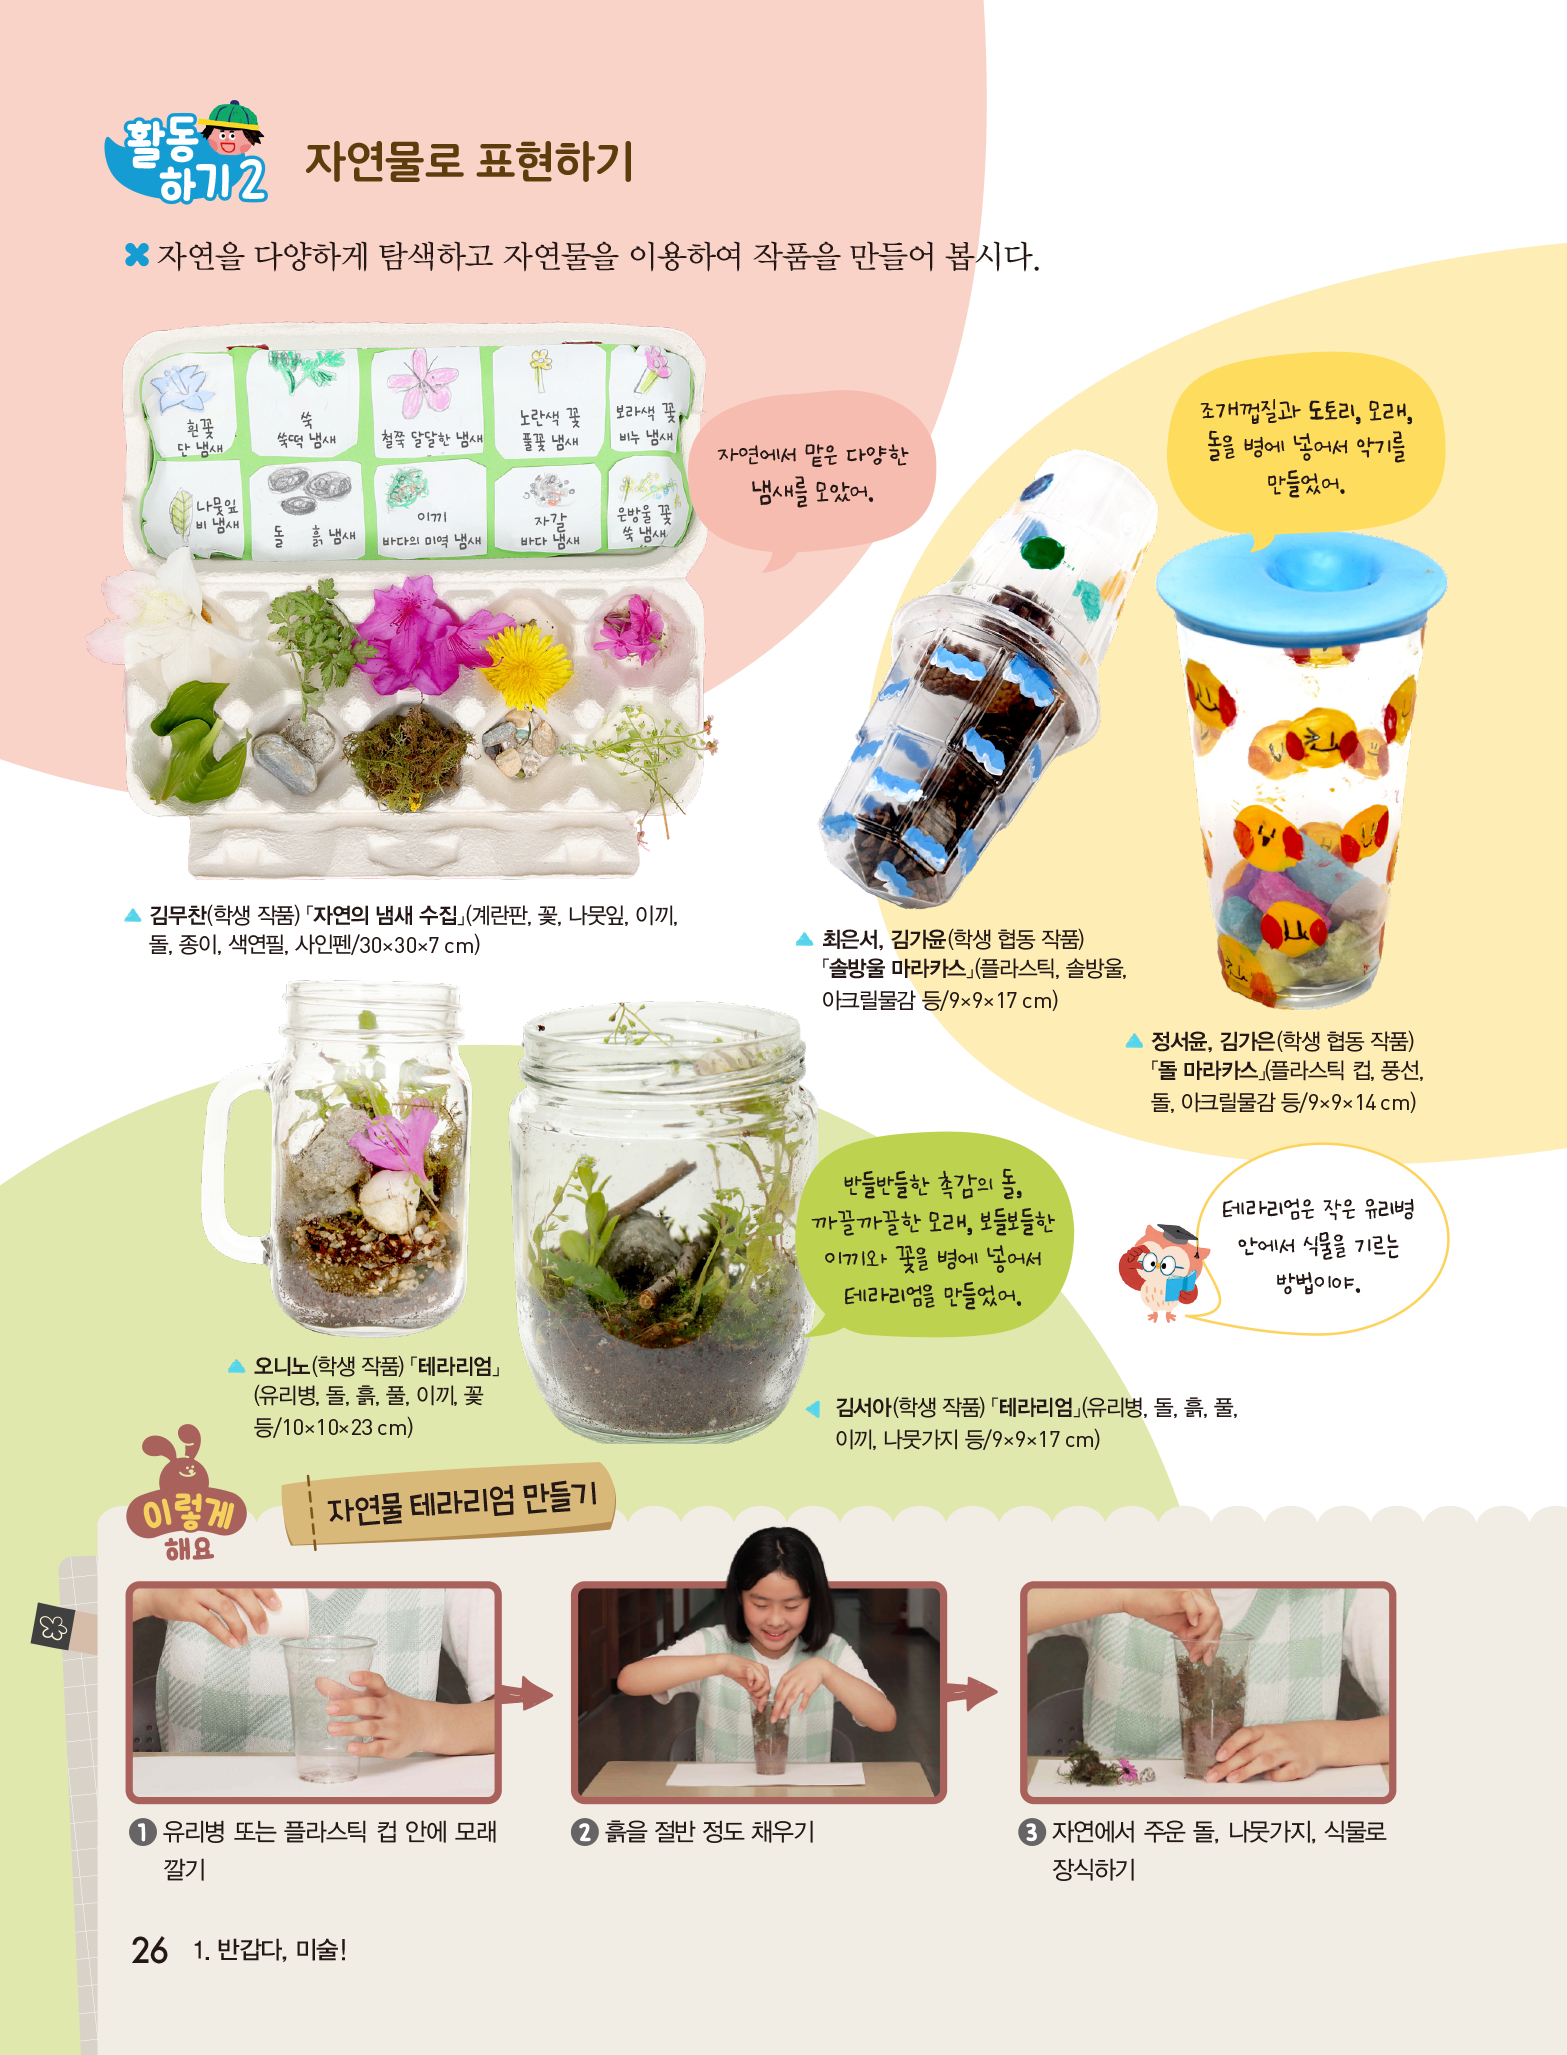 활동
하기2
자연물로 표현하기
자연을 다양하게 탐색하고 자연물을 이용하여 작품을 만들어 봅시다.
흰꽃
단 냄새
쑥
쑥떡 냄새
철쭉 달달한 냄새
노란색 꽃
풀꽃 냄새
보라색 꽃
비누 냄새
나뭇잎
비 냄새
돌 흙 냄새
이끼
바다의 미역 냄새
자갈
바다 냄새
은방울 꽃
쑥 냄새
자연에서 맡은 다양한
냄새를 모았어.
조개껍질과 도토리, 모래,
돌을 병에 넣어서 악기를
만들었어.
김무찬(학생 작품) 「자연의 냄새 수집」(계란판, 꽃, 나뭇잎, 이끼,
돌, 종이, 색연필, 사인펜/30×30×7 cm)
최은서, 김가윤(학생 협동 작품)
「솔방울 마라카스」(플라스틱, 솔방울,
아크릴물감 등/9×9×17 cm)
정서윤, 김가은(학생 협동 작품)
「돌 마라카스」(플라스틱 컵, 풍선,
돌, 아크릴물감 등/9×9×14 cm)
반들반들한 촉감의 돌,
까끌까끌한 모래, 보들보들한
이끼와 꽃을 병에 넣어서
테라리엄을 만들었어.
테라리엄은 작은 유리병
안에서 식물을 기르는
방법이야.
오니노(학생 작품) 「테라리엄」
(유리병, 돌, 흙, 풀, 이끼, 꽃
등/10×10×23 cm)
김서아(학생 작품) 「테라리엄」(유리병, 돌, 흙, 풀,
이끼, 나뭇가지 등/9×9×17 cm)
이렇게
해요
자연물 테라리엄 만들기
1 유리병 또는 플라스틱 컵 안에 모래
깔기
2 흙을 절반 정도 채우기
3 자연에서 주운 돌, 나뭇가지, 식물로
장식하기
26 1. 반갑다, 미술!